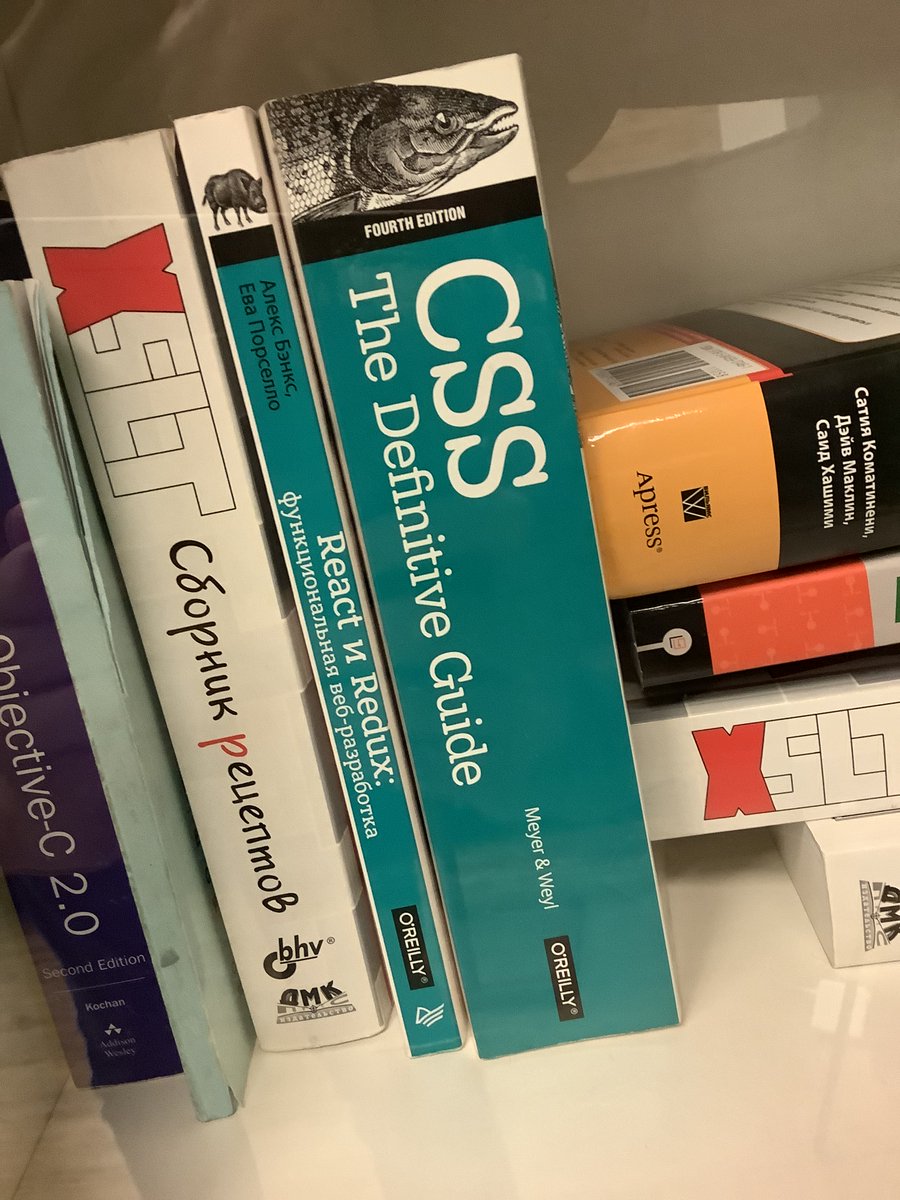 Objective-C 2.0
Second Edition
Kochan
Addison
Wesley
XSLT
Сборник рецептов
bhv®
ДМК
издательство
Алекс Бэнкс,
Ева Порселло
React и Redux:
функциональная веб-разработка
O'REILLY®
FOURTH EDITION
CSS
The Definitive Guide
Meyer & Weyl
O'REILLY®
Сатия Коматинени,
Дэйв Маклин,
Саид Хашими
Apress®
XSLT
ДМК